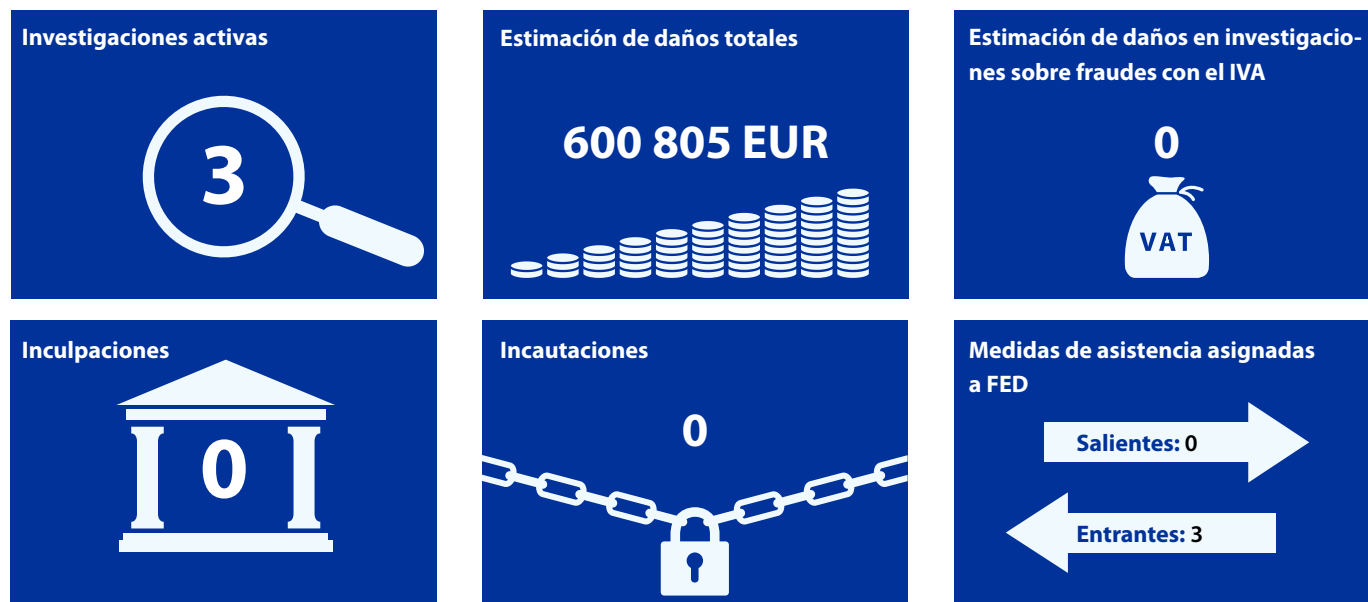 Investigaciones activas
3
Estimación de daños totales
600 805 EUR
Estimación de daños en investigacio-
nes sobre fraudes con el IVA
0
VAT
Inculpaciones
0
Incautaciones
0
Medidas de asistencia asignadas
a FED
Salientes: 0
Entrantes: 3